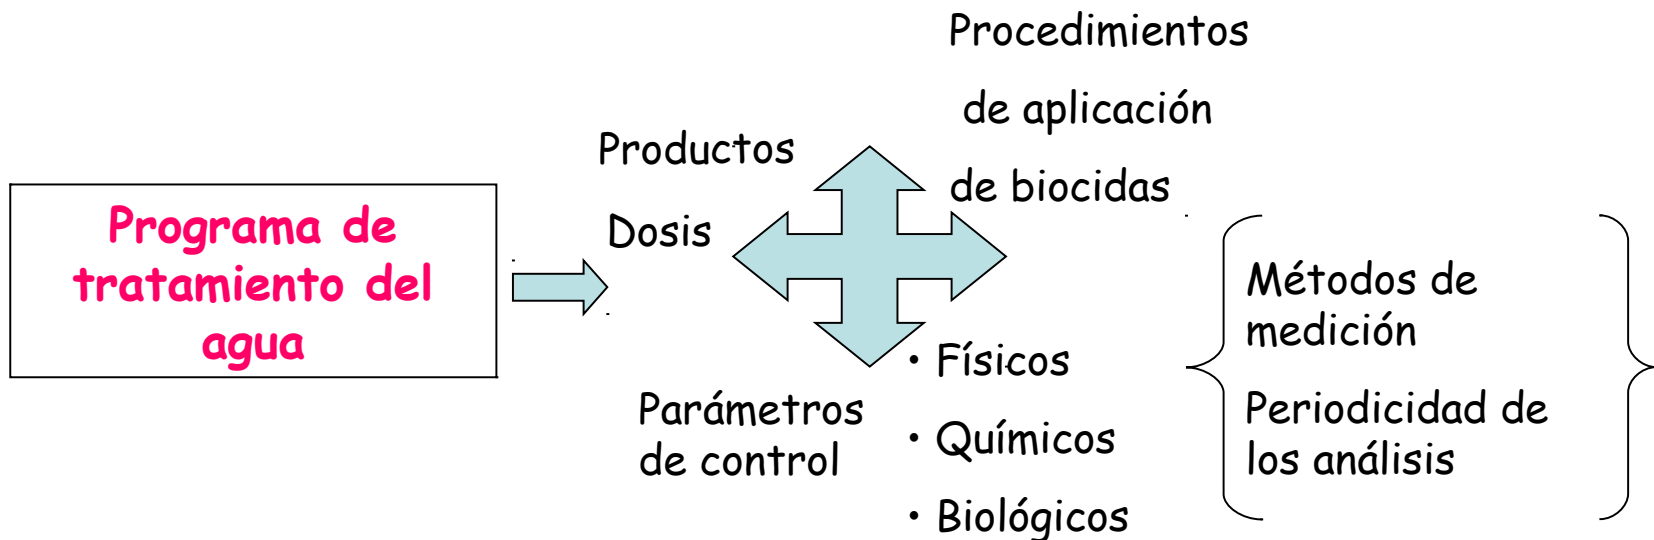 Programa de
tratamiento del
agua
Productos
Dosis
Procedimientos
de aplicación
de biocidas
Parámetros
de control
• Físicos
• Químicos
• Biológicos
Métodos de
medición
Periodicidad de
los análisis